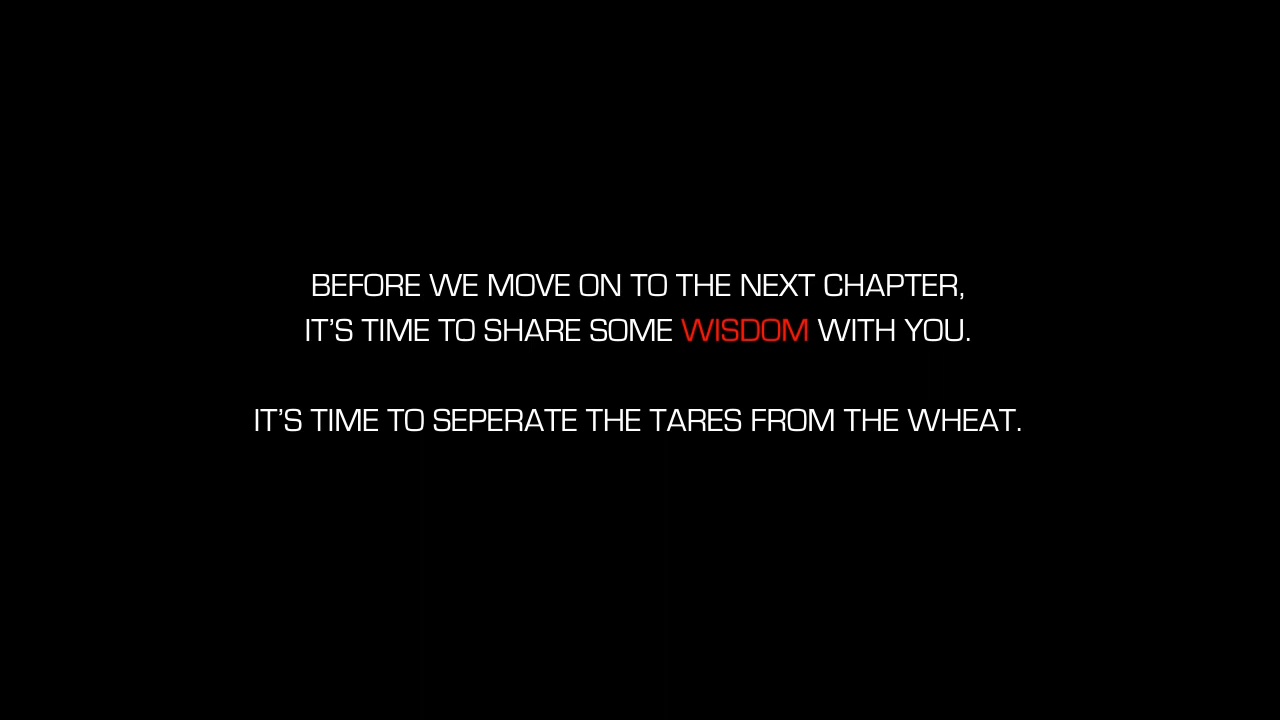 BEFORE WE MOVE ON TO THE NEXT CHAPTER,
IT’S TIME TO SHARE SOME WISDOM WITH YOU.
IT’S TIME TO SEPERATE THE TARES FROM THE WHEAT.